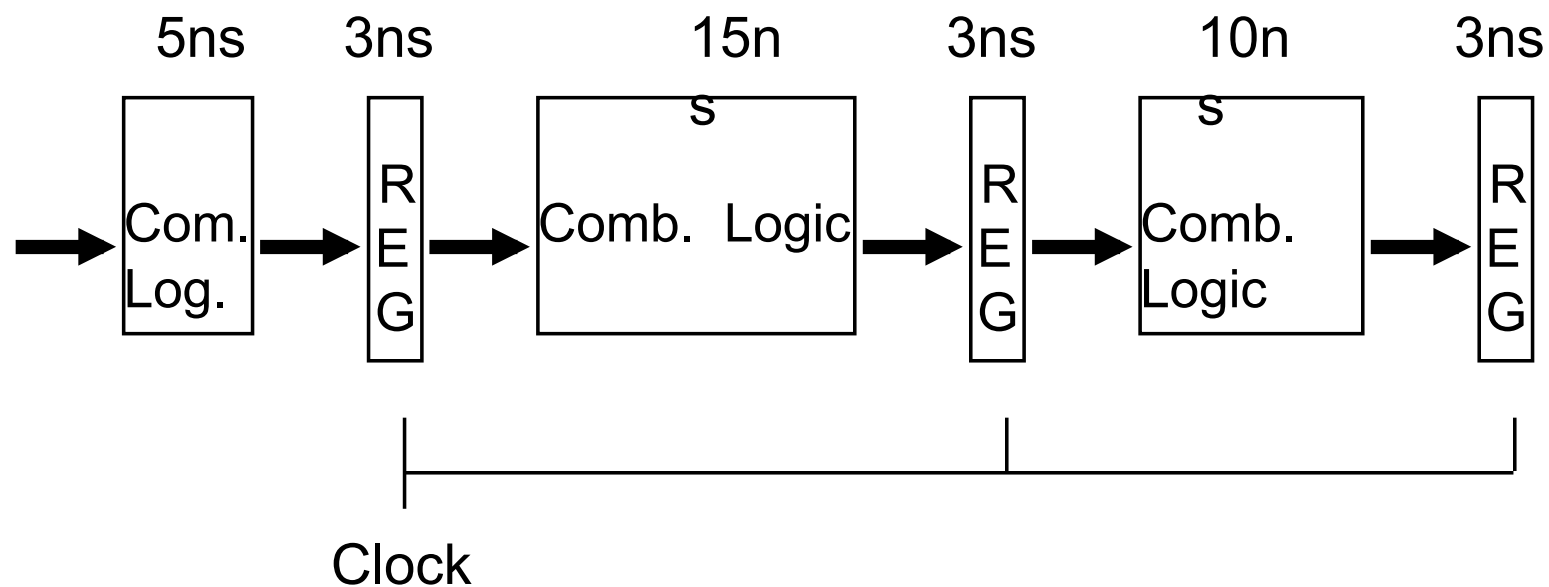 5ns 3ns 15n 3ns 10n 3ns
s s
Com.
Log.
R
E
G
Comb. Logic
R
E
G
Comb.
Logic
R
E
G
Clock